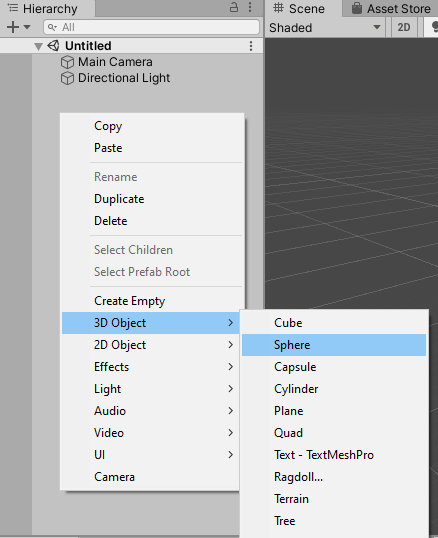 Hierarchy
All
Untitled
Main Camera
Directional Light
Copy
Paste
Rename
Duplicate
Delete
Select Children
Select Prefab Root
Create Empty
3D Object
2D Object
Effects
Light
Audio
Video
UI
Camera
Scene
Asset Store
Shaded
2D
Cube
Sphere
Capsule
Cylinder
Plane
Quad
Text - TextMeshPro
Ragdoll...
Terrain
Tree